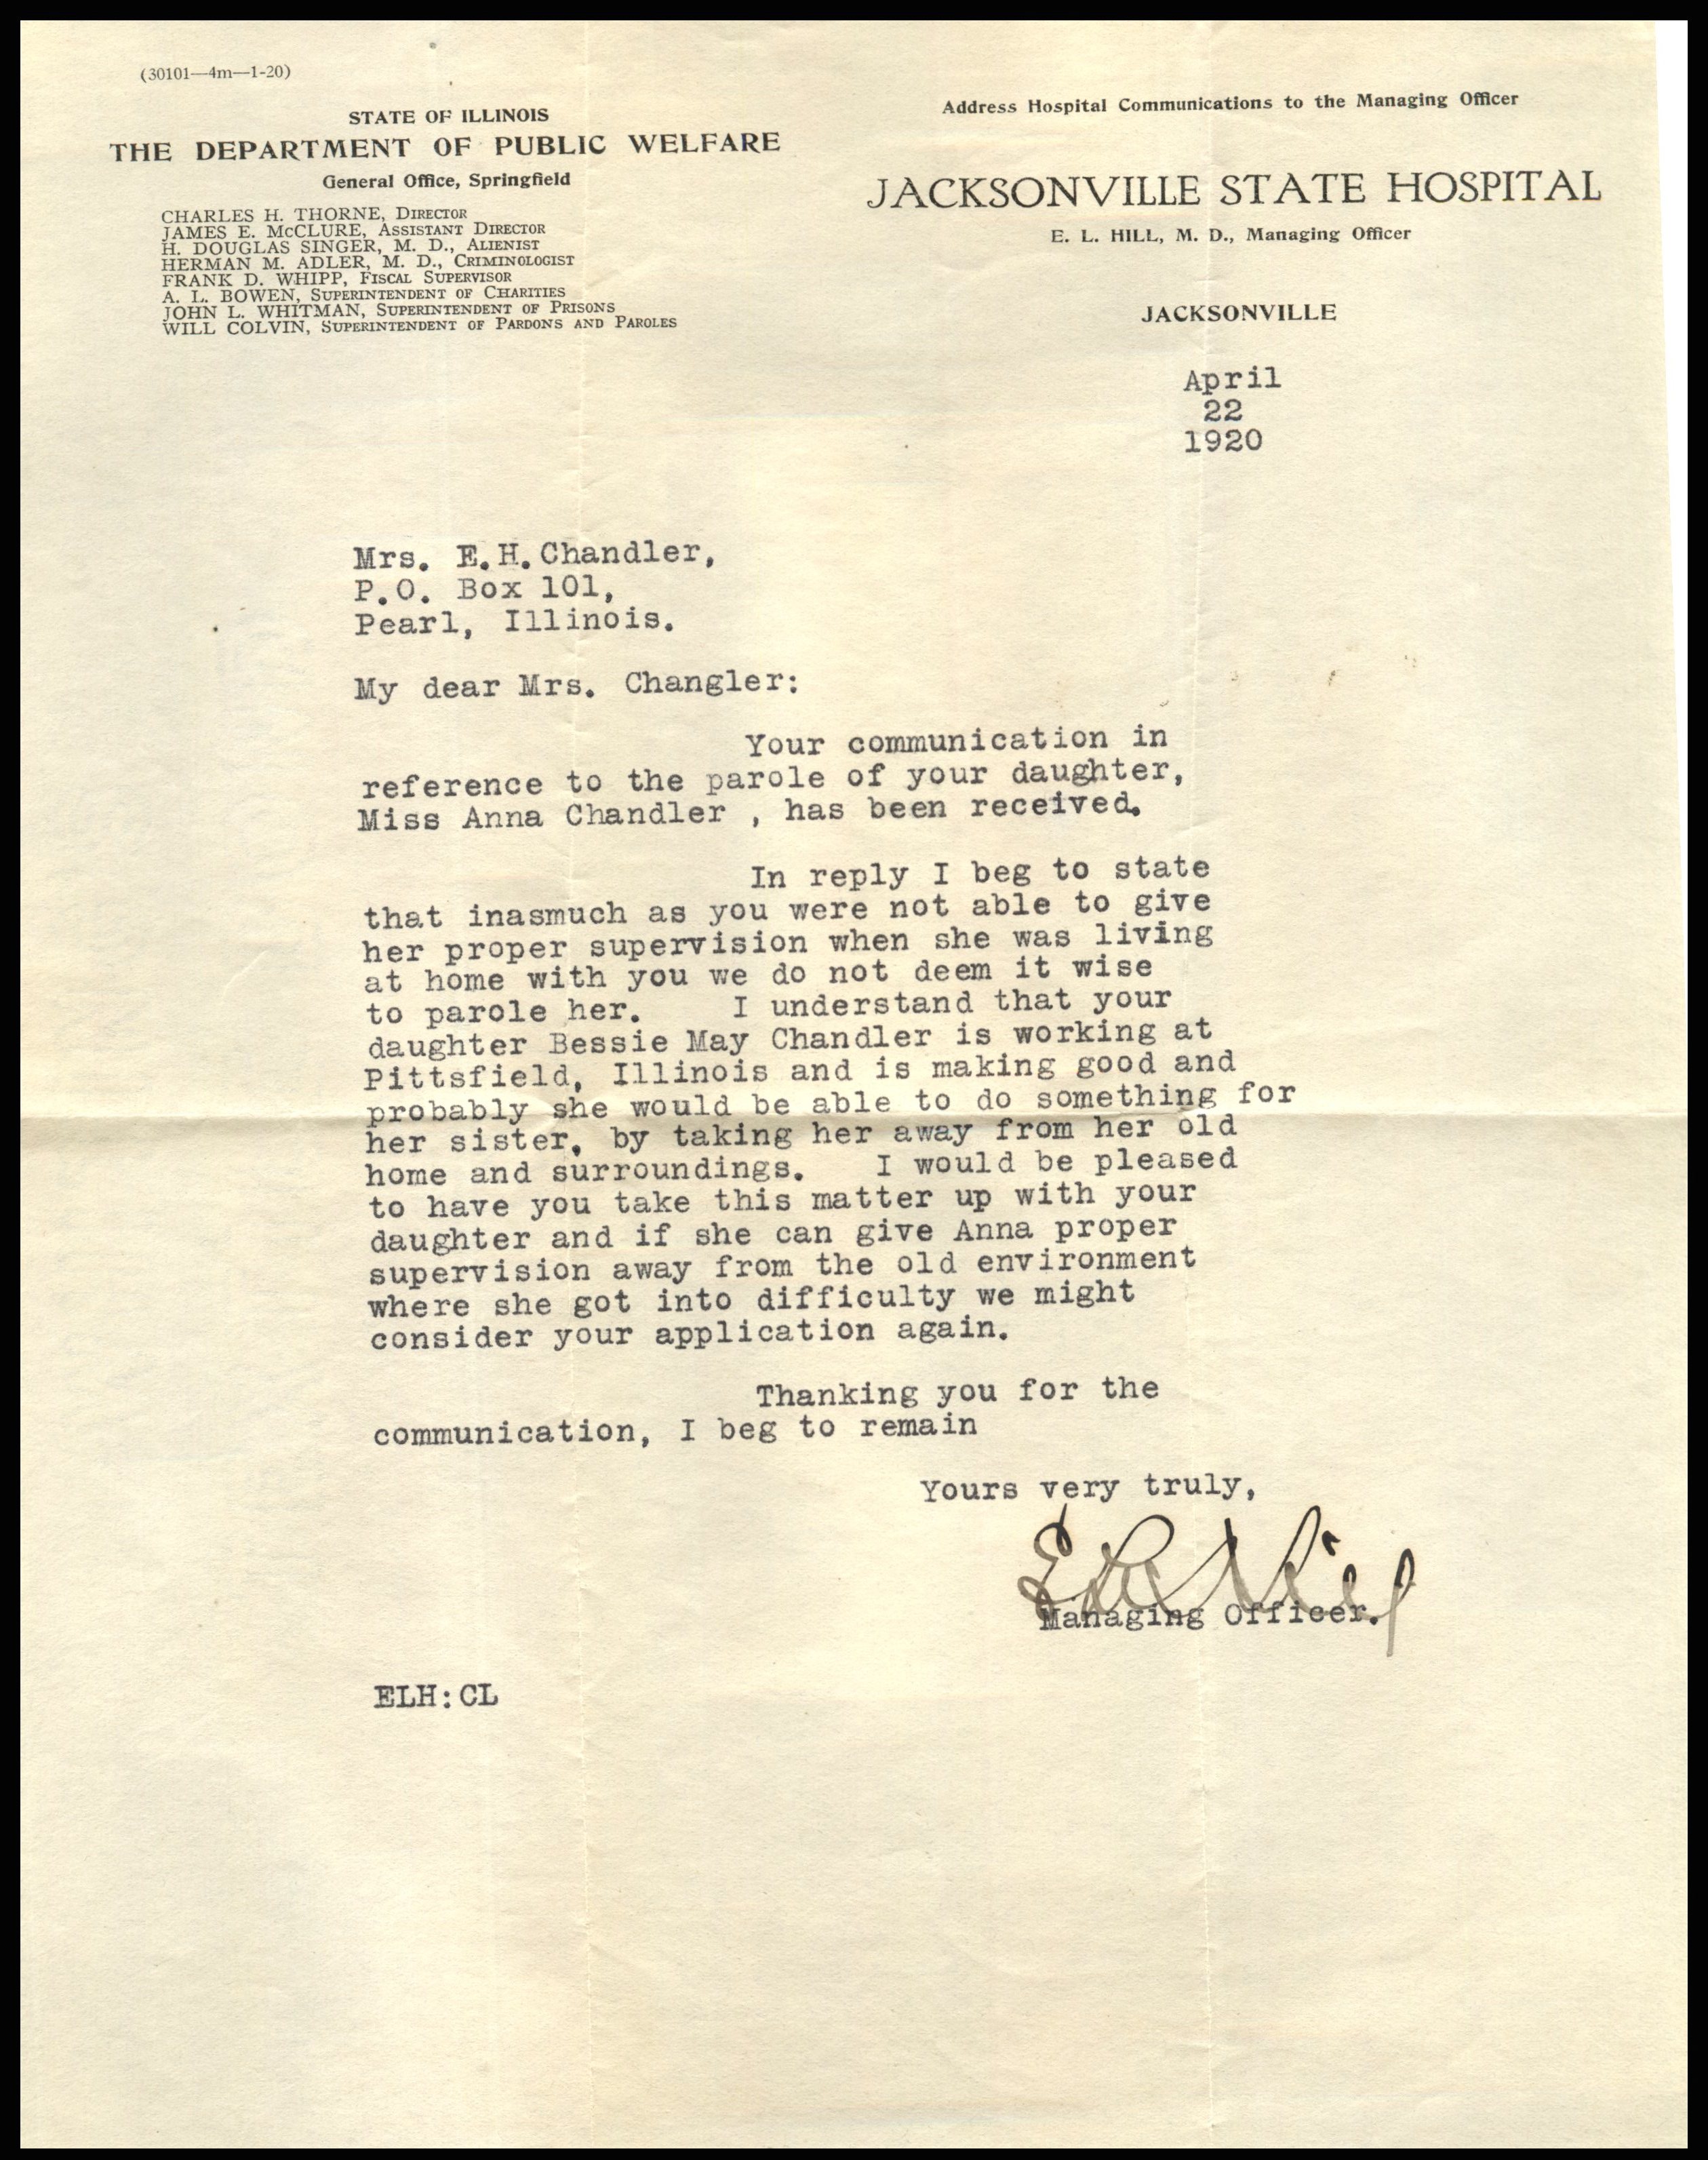 (30101—4m—1-20)
STATE OF ILLINOIS
THE DEPARTMENT OF PUBLIC WELFARE
General Office, Springfield
CHARLES H. THORNE, DIRECTOR
JAMES E. McCLURE, ASSISTANT DIRECTOR
H. DOUGLAS SINGER, M. D., ALIENIST
HERMAN M. ADLER, M. D., CRIMINOLOGIST
FRANK D. WHIPP, FISCAL SUPERVISOR
A. L. BOWEN, SUPERINTENDENT OF CHARITIES
JOHN L. WHITMAN, SUPERINTENDENT OF PRISONS
WILL COLVIN, SUPERINTENDENT OF PARDONS AND PAROLES
Address Hospital Communications to the Managing Officer
JACKSONVILLE STATE HOSPITAL
E. L. HILL, M. D., Managing Officer
JACKSONVILLE
April
22
1920
Mrs. E.H.Chandler,
P.O. Box 101,
Pearl, Illinois.
My dear Mrs. Changler:
Your communication in
reference to the parole of your daughter,
Miss Anna Chandler , has been received.
In reply I beg to state
that inasmuch as you were not able to give
her proper supervision when she was living
at home with you we do not deem it wise
to parole her. I understand that your
daughter Bessie May Chandler is working at
Pittsfield, Illinois and is making good and
probably she would be able to do something for
her sister, by taking her away from her old
home and surroundings. I would be pleased
to have you take this matter up with your
daughter and if she can give Anna proper
supervision away from the old environment
where she got into difficulty we might
consider your application again.
Thanking you for the
communication, I beg to remain
Yours very truly,
E L Hill
Managing Officer.
ELH:CL